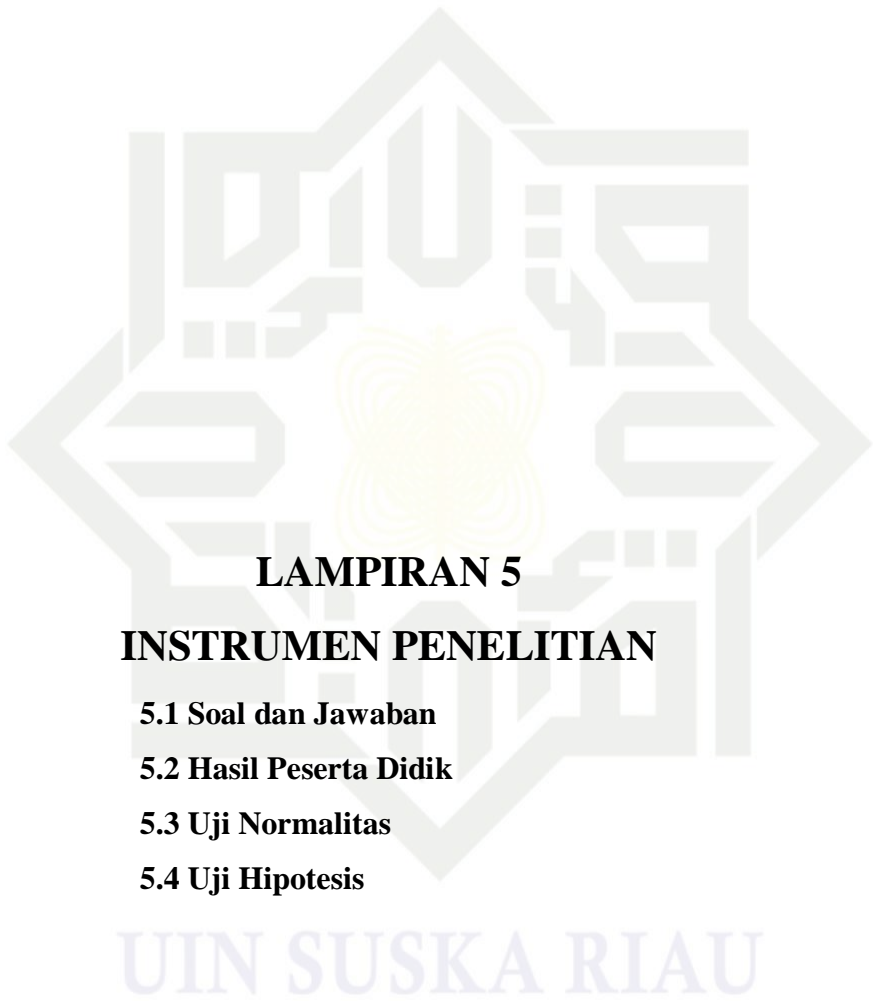 LAMPIRAN 5
INSTRUMEN PENELITIAN
5.1 Soal dan Jawaban
5.2 Hasil Peserta Didik
5.3 Uji Normalitas
5.4 Uji Hipotesis
UIN SUSKA RIAU